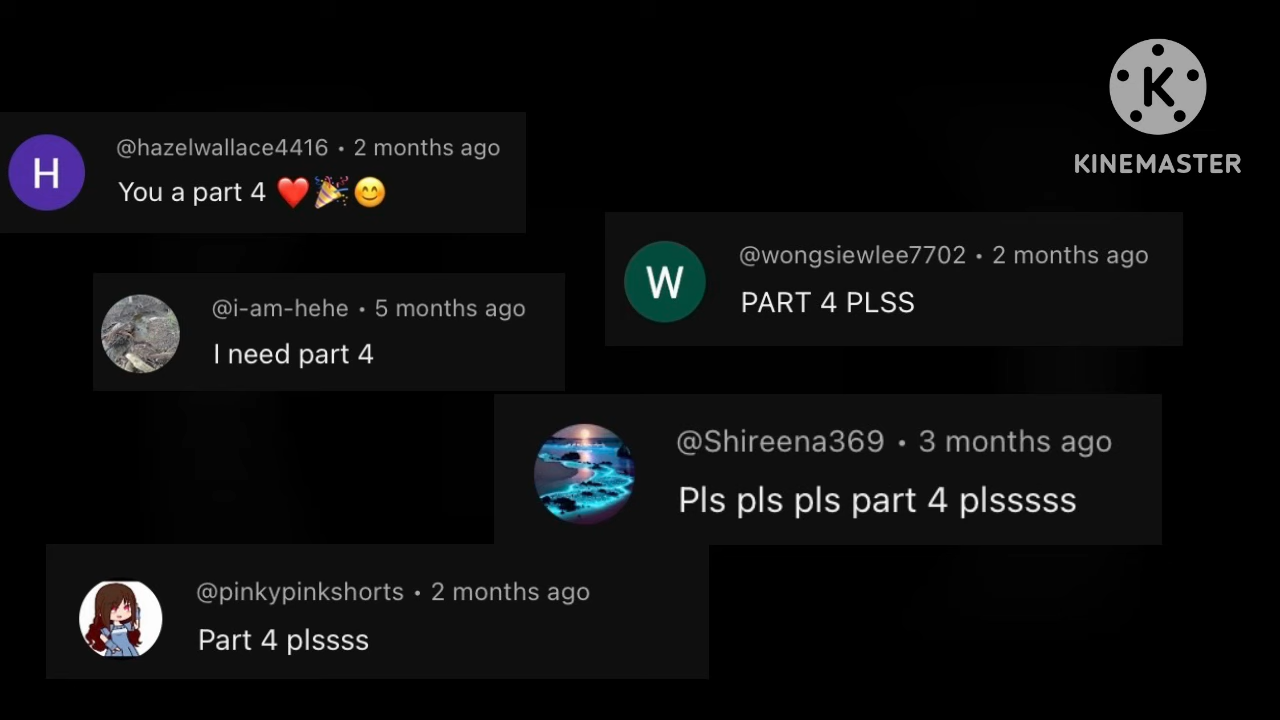 K
KINEMASTER
H
@hazelwallace4416 • 2 months ago
You a part 4 ❤️🎉😊
W
@wongsiewlee7702 • 2 months ago
PART 4 PLSS
@i-am-hehe • 5 months ago
I need part 4
@Shireena369 • 3 months ago
Pls pls pls part 4 plsssss
@pinkypinkshorts • 2 months ago
Part 4 plssss